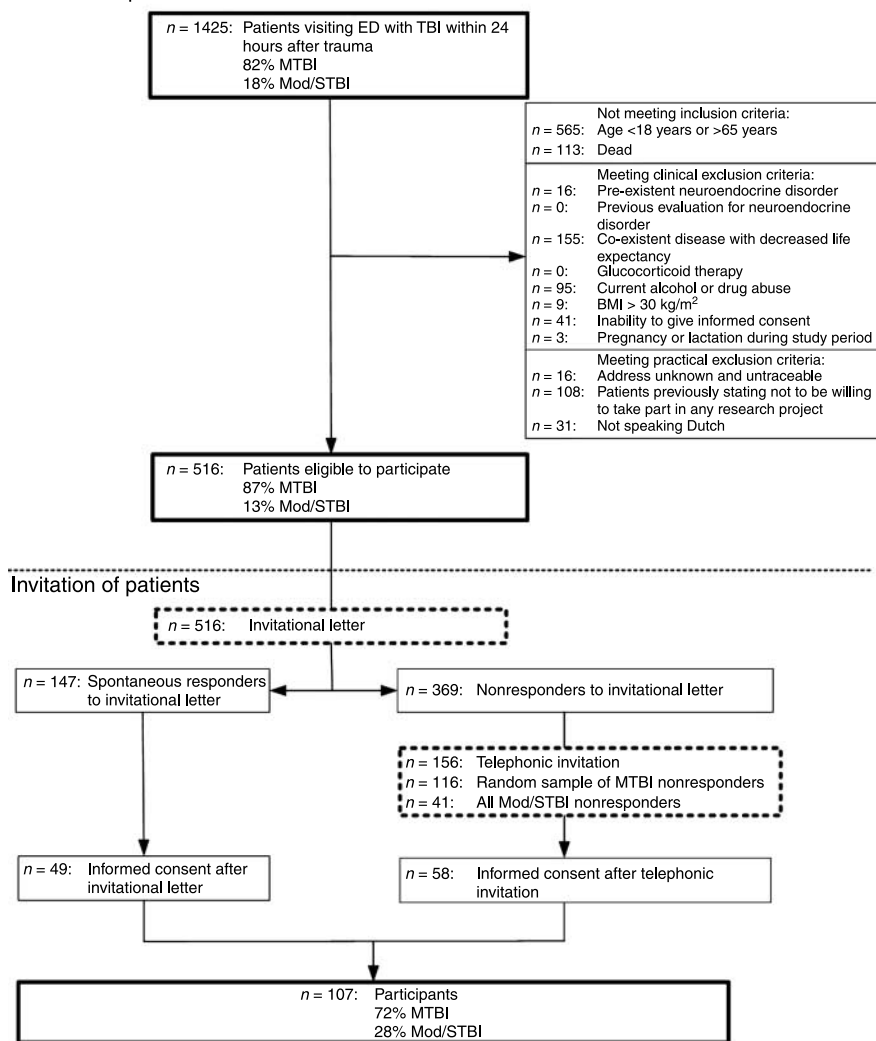 n = 1425: Patients visiting ED with TBI within 24
hours after trauma
82% MTBI
18% Mod/STBI
Not meeting inclusion criteria:
n = 565: Age <18 years or >65 years
n = 113: Dead
Meeting clinical exclusion criteria:
n = 16: Pre-existent neuroendocrine disorder
n = 0: Previous evaluation for neuroendocrine
disorder
n = 155: Co-existent disease with decreased life
expectancy
n = 0: Glucocorticoid therapy
n = 95: Current alcohol or drug abuse
n = 9: BMI > 30 kg/m²
n = 41: Inability to give informed consent
n = 3: Pregnancy or lactation during study period
Meeting practical exclusion criteria:
n = 16: Address unknown and untraceable
n = 108: Patients previously stating not to be willing
to take part in any research project
n = 31: Not speaking Dutch
n = 516: Patients eligible to participate
87% MTBI
13% Mod/STBI
Invitation of patients
n = 516: Invitational letter
n = 147: Spontaneous responders
to invitational letter
n = 369: Nonresponders to invitational letter
n = 156: Telephonic invitation
n = 116: Random sample of MTBI nonresponders
n = 41: All Mod/STBI nonresponders
n = 49: Informed consent after
invitational letter
n = 58: Informed consent after telephonic
invitation
n = 107: Participants
72% MTBI
28% Mod/STBI